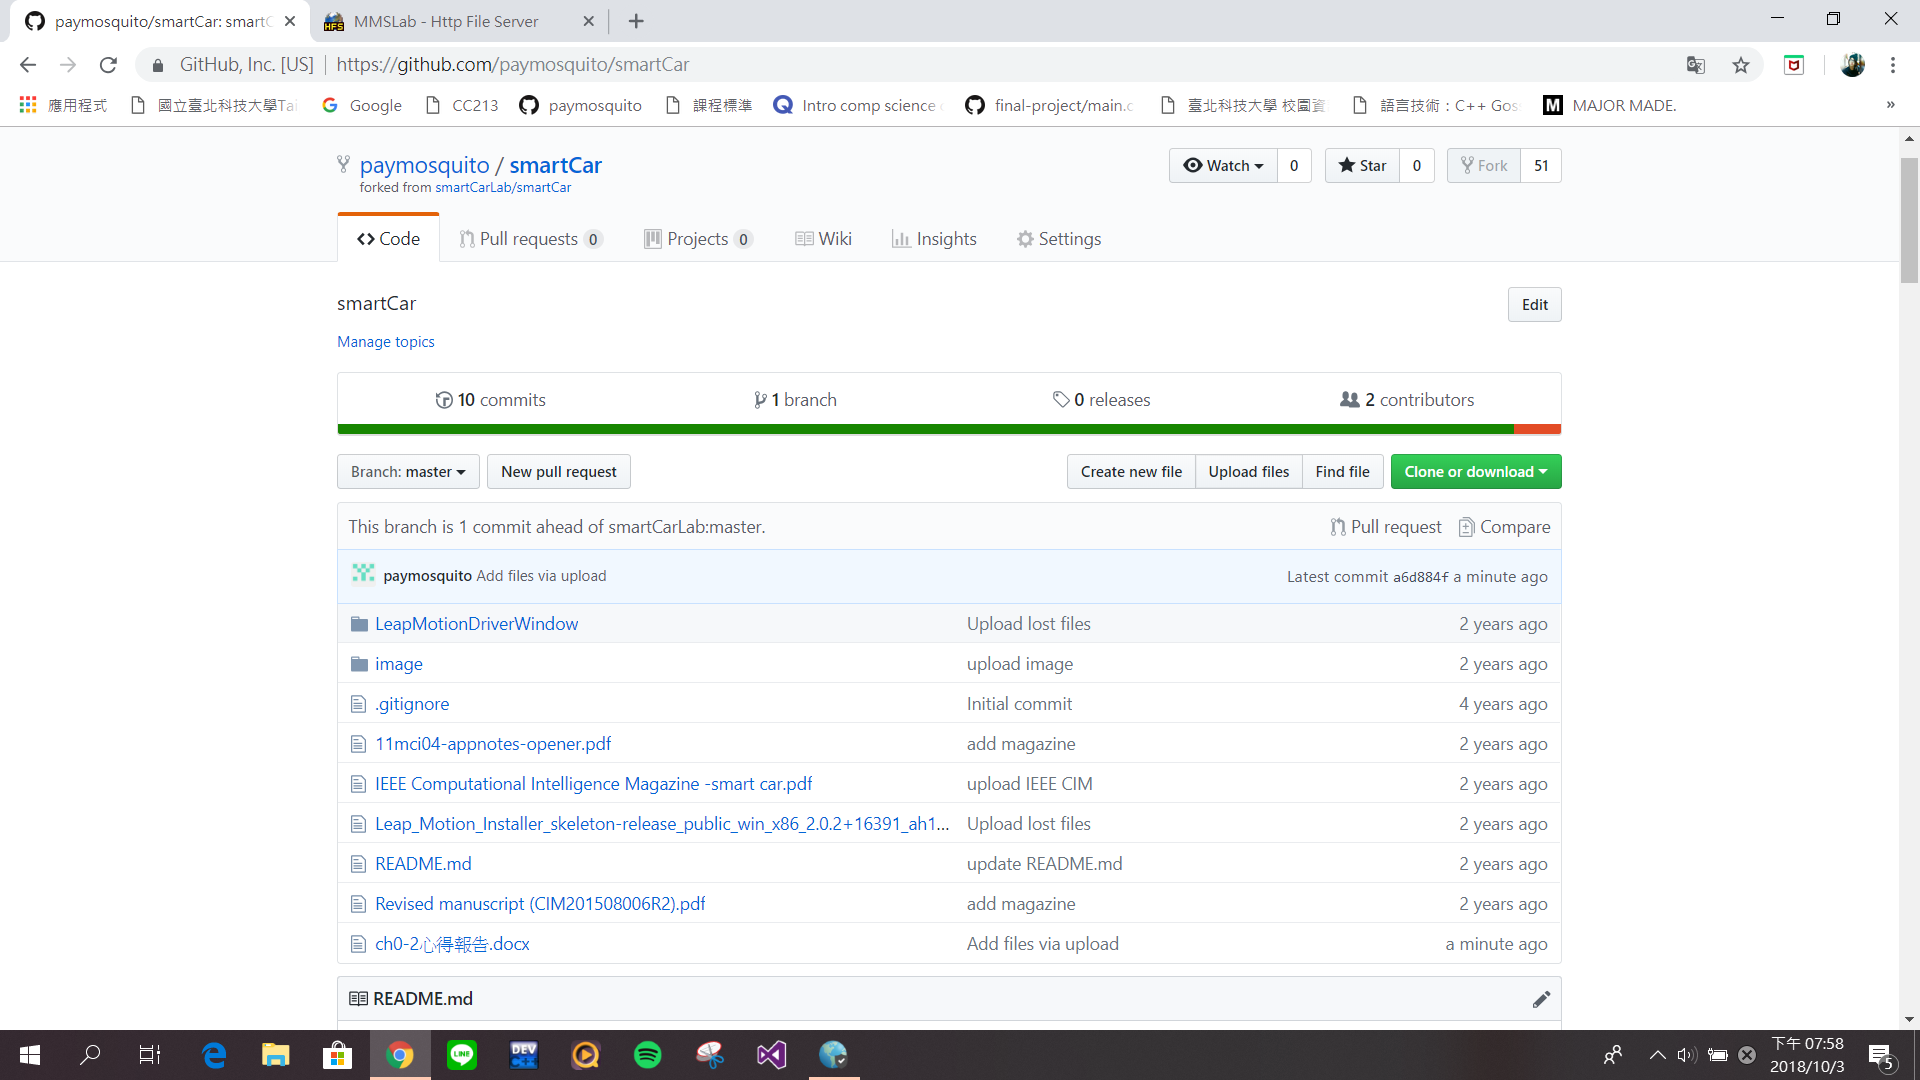 paymosquito/smartCar: smartC
MMSLab - Http File Server
GitHub, Inc. [US] | https://github.com/paymosquito/smartCar
應用程式 國立臺北科技大學Tai Google CC213 paymosquito 課程標準 Intro comp science final-project/main.c 臺北科技大學 校園資 語言技術：C++ Gos MAJOR MADE. »
paymosquito / smartCar
Watch 0 Star 0 Fork 51
forked from smartCarLab/smartCar
Code Pull requests 0 Projects 0 Wiki Insights Settings
smartCar
Edit
Manage topics
10 commits 1 branch 0 releases 2 contributors
Branch: master New pull request Create new file Upload files Find file Clone or download
This branch is 1 commit ahead of smartCarLab:master. Pull request Compare
paymosquito Add files via upload Latest commit a6d884f a minute ago
LeapMotionDriverWindow Upload lost files 2 years ago
image upload image 2 years ago
.gitignore Initial commit 4 years ago
11mci04-appnotes-opener.pdf add magazine 2 years ago
IEEE Computational Intelligence Magazine -smart car.pdf upload IEEE CIM 2 years ago
Leap_Motion_Installer_skeleton-release_public_win_x86_2.0.2+16391_ah1... Upload lost files 2 years ago
README.md update README.md 2 years ago
Revised manuscript (CIM201508006R2).pdf add magazine 2 years ago
ch0-2心得報告.docx Add files via upload a minute ago
README.md
LINE
DEV
C++
下午 07:58
2018/10/3
5